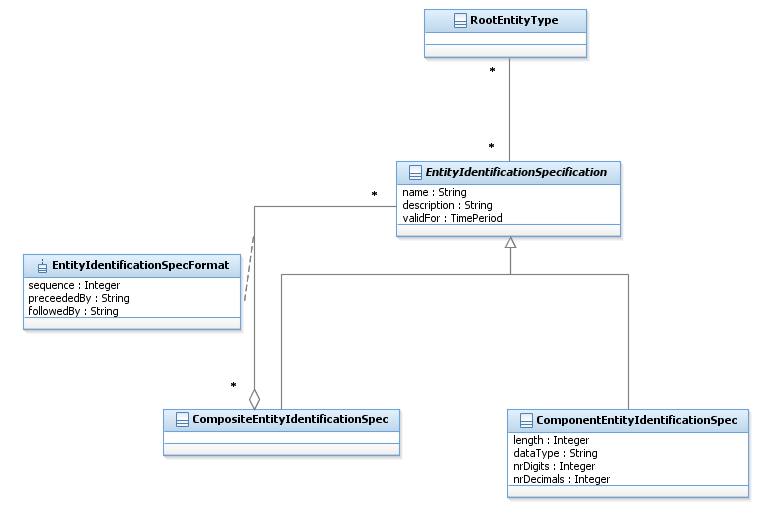 RootEntityType
*
*
EntityIdentificationSpecification
name : String
description : String
validFor : TimePeriod
*
EntityIdentificationSpecFormat
sequence : Integer
preceededBy : String
followedBy : String
*
CompositeEntityIdentificationSpec
ComponentEntityIdentificationSpec
length : Integer
dataType : String
nrDigits : Integer
nrDecimals : Integer